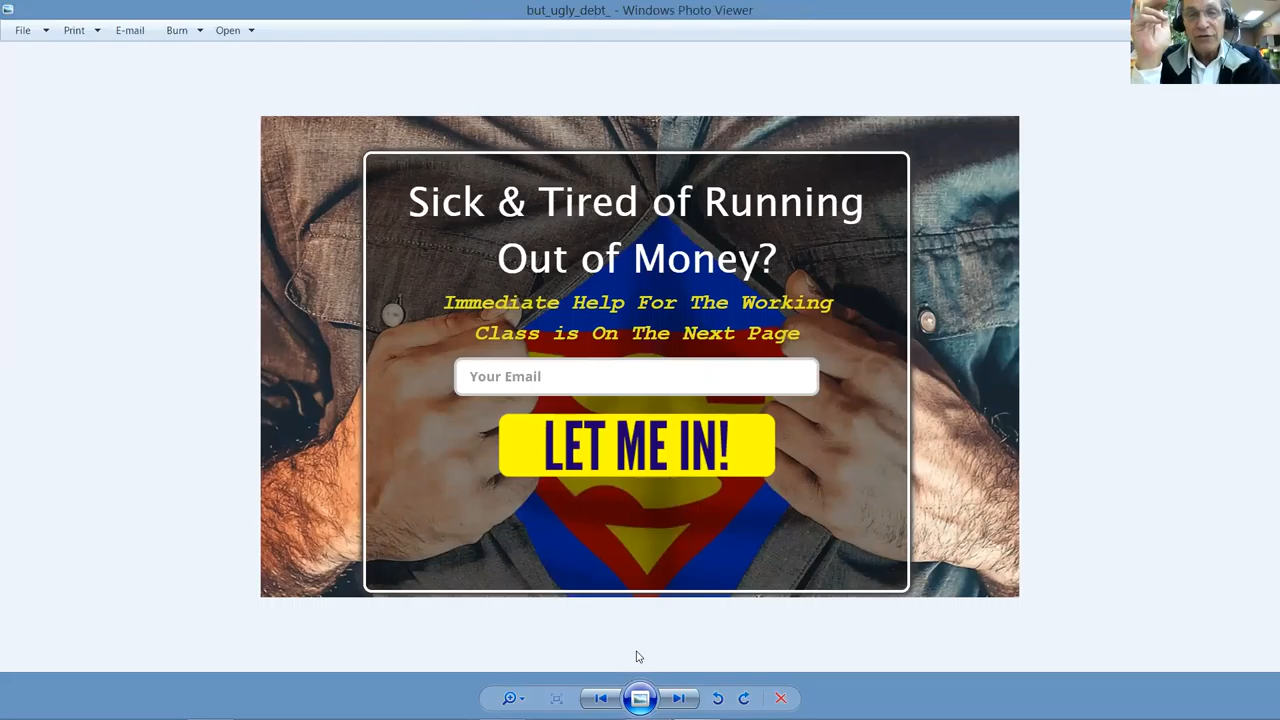 but_ugly_debt_ - Windows Photo Viewer
File Print E-mail Burn Open
Sick & Tired of Running
Out of Money?
Immediate Help For The Working
Class is On The Next Page
Your Email
LET ME IN!